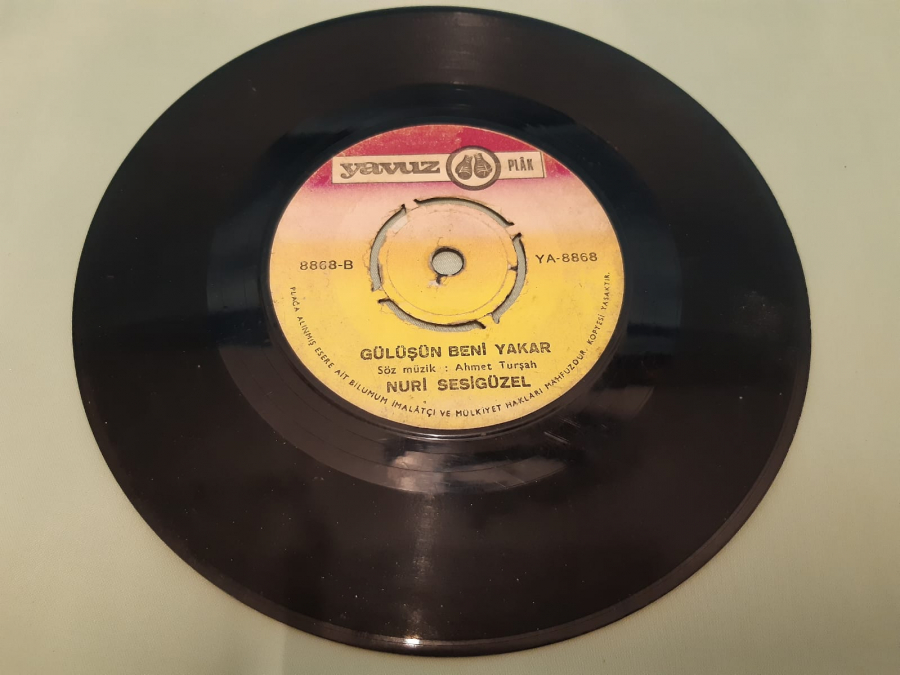 yavuz PLÂK
8868-B YA-8868
GÜLÜŞÜN BENİ YAKAR
Söz müzik : Ahmet Turşah
NURİ SESİGÜZEL
PLAĞA ALINMIŞ ESERE AİT BİLUMUM İMALÂTÇI VE MÜLKİYET HAKLARI MAHFUZDUR. KOPYESİ YASAKTIR.